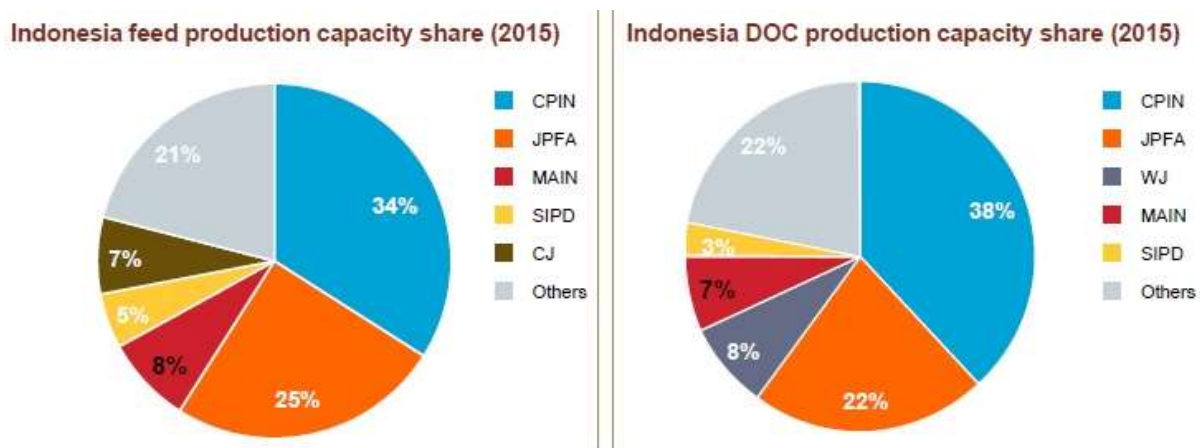 Indonesia feed production capacity share (2015)
CPIN
JPFA
MAIN
SIPD
CJ
Others
34%
25%
8%
5%
7%
21%
Indonesia DOC production capacity share (2015)
CPIN
JPFA
WJ
MAIN
SIPD
Others
38%
22%
8%
7%
3%
22%